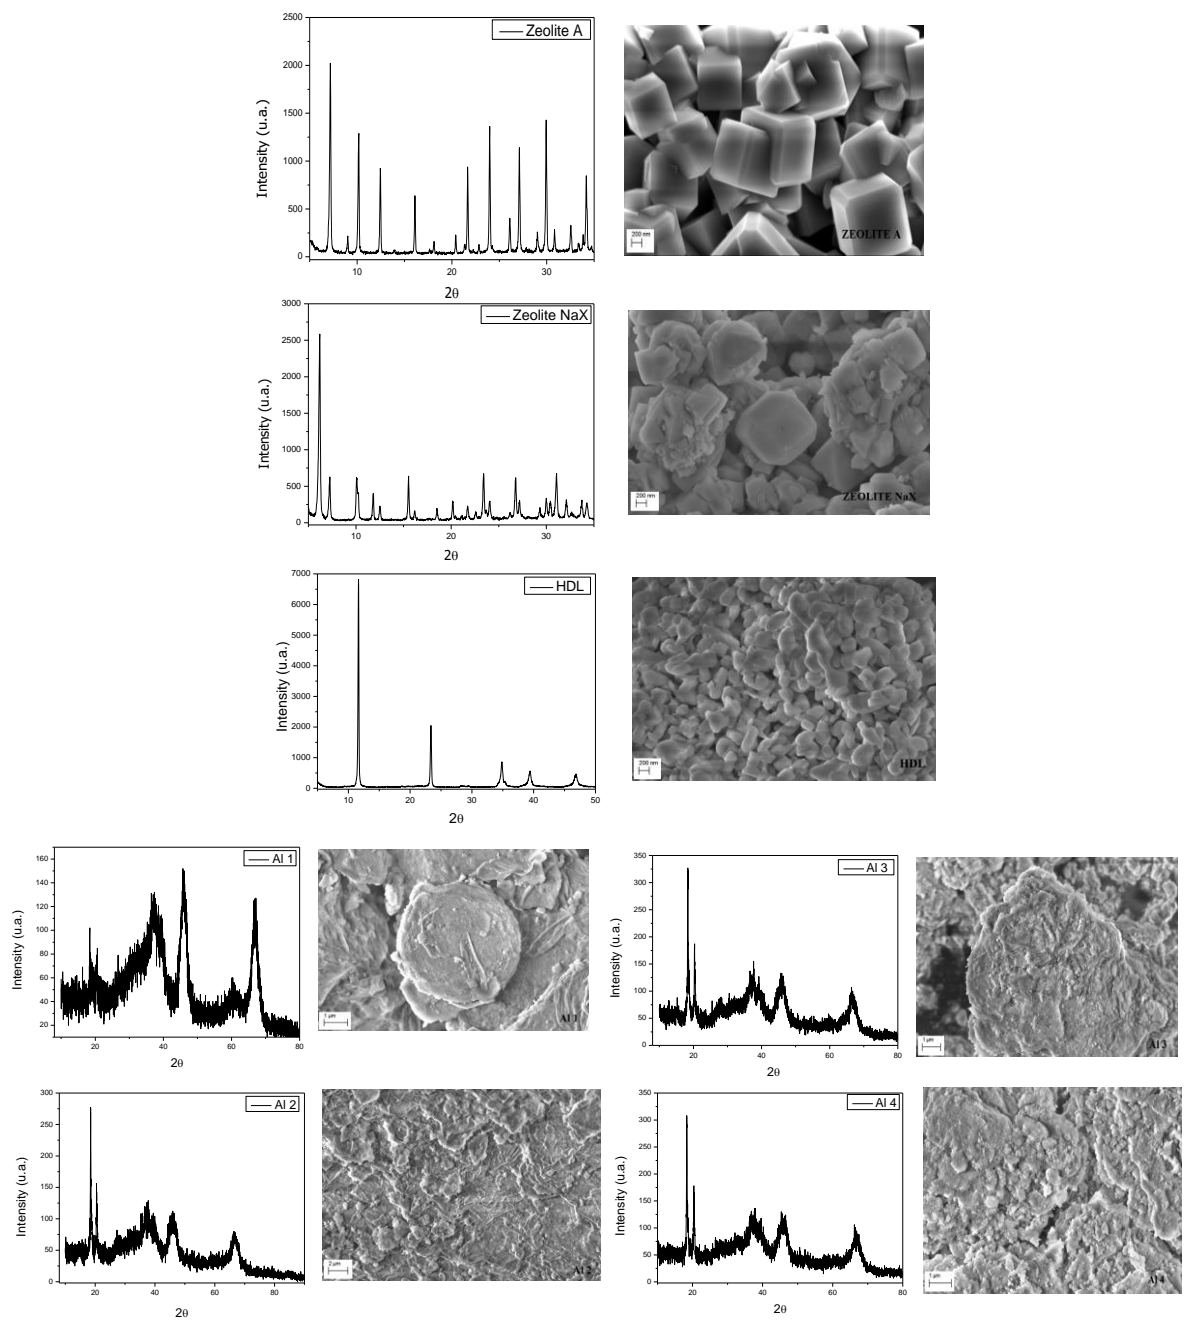 Zeolite A
2500
2000
1500
1000
500
0
Intensity (u.a.)
10
20
30
2θ
200 nm
ZEOLITE A
Zeolite NaX
3000
2500
2000
1500
1000
500
0
Intensity (u.a.)
10
20
30
2θ
200 nm
ZEOLITE NaX
HDL
7000
6000
5000
4000
3000
2000
1000
0
Intensity (u.a.)
10
20
30
40
50
2θ
200 nm
HDL
Al 1
160
140
120
100
80
60
40
20
Intensity (u.a.)
20
40
60
80
2θ
1 µm
Al 1
Al 3
350
300
250
200
150
100
50
0
Intensity (u.a.)
20
40
60
80
2θ
1 µm
Al 3
Al 2
300
250
200
150
100
50
0
Intensity (u.a.)
20
40
60
80
2θ
2 µm
Al 2
Al 4
350
300
250
200
150
100
50
0
Intensity (u.a.)
20
40
60
80
2θ
1 µm
Al 4